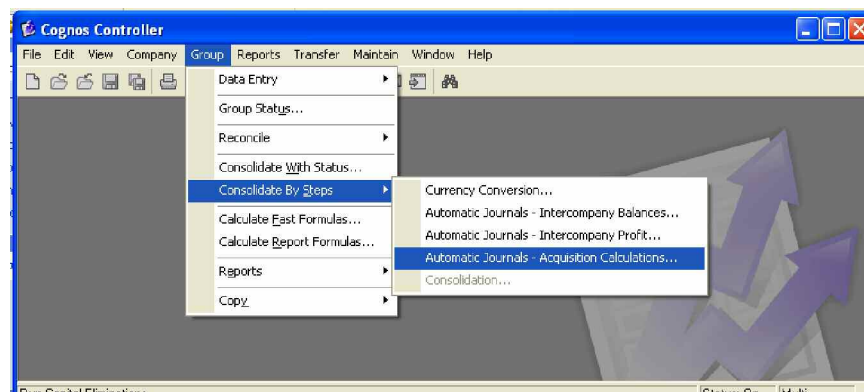 Cognos Controller
File Edit View Company Group Reports Transfer Maintain Window Help
Data Entry
Group Status...
Reconcile
Consolidate With Status...
Consolidate By Steps
Currency Conversion...
Automatic Journals - Intercompany Balances...
Automatic Journals - Intercompany Profit...
Automatic Journals - Acquisition Calculations...
Consolidation...
Calculate Fast Formulas...
Calculate Report Formulas...
Reports
Copy